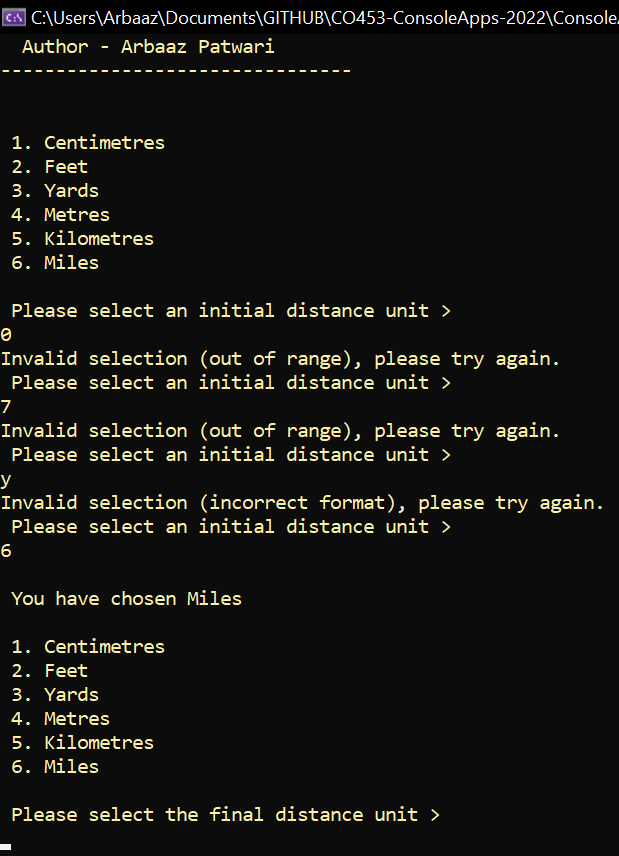 C:\Users\Arbaaz\Documents\GITHUB\CO453-ConsoleApps-2022\Console
Author - Arbaaz Patwari
--------------------------------
1. Centimetres
2. Feet
3. Yards
4. Metres
5. Kilometres
6. Miles
Please select an initial distance unit >
0
Invalid selection (out of range), please try again.
Please select an initial distance unit >
7
Invalid selection (out of range), please try again.
Please select an initial distance unit >
y
Invalid selection (incorrect format), please try again.
Please select an initial distance unit >
6
You have chosen Miles
1. Centimetres
2. Feet
3. Yards
4. Metres
5. Kilometres
6. Miles
Please select the final distance unit >